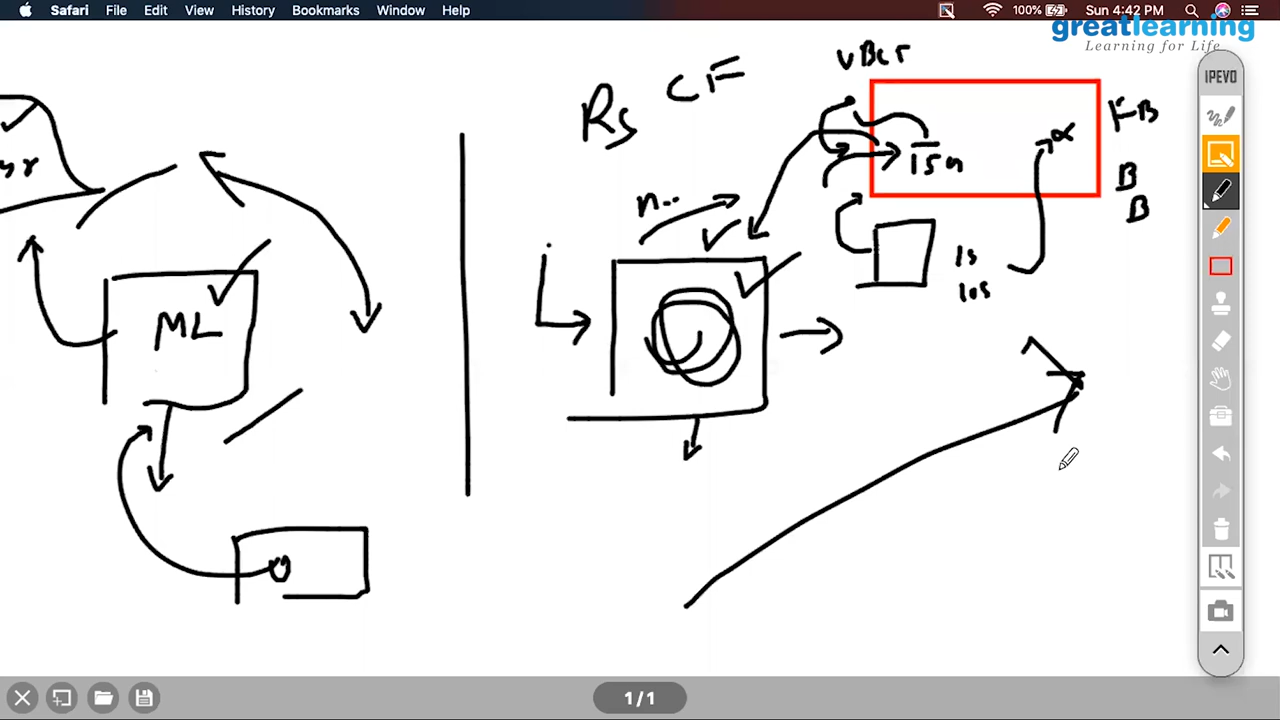 Safari File Edit View History Bookmarks Window Help 100% Sun 4:42 PM
greatlearning
Learning for Life
IPEVO
Rs CF
FB
B
B
n..
1s
10s
ML
1/1